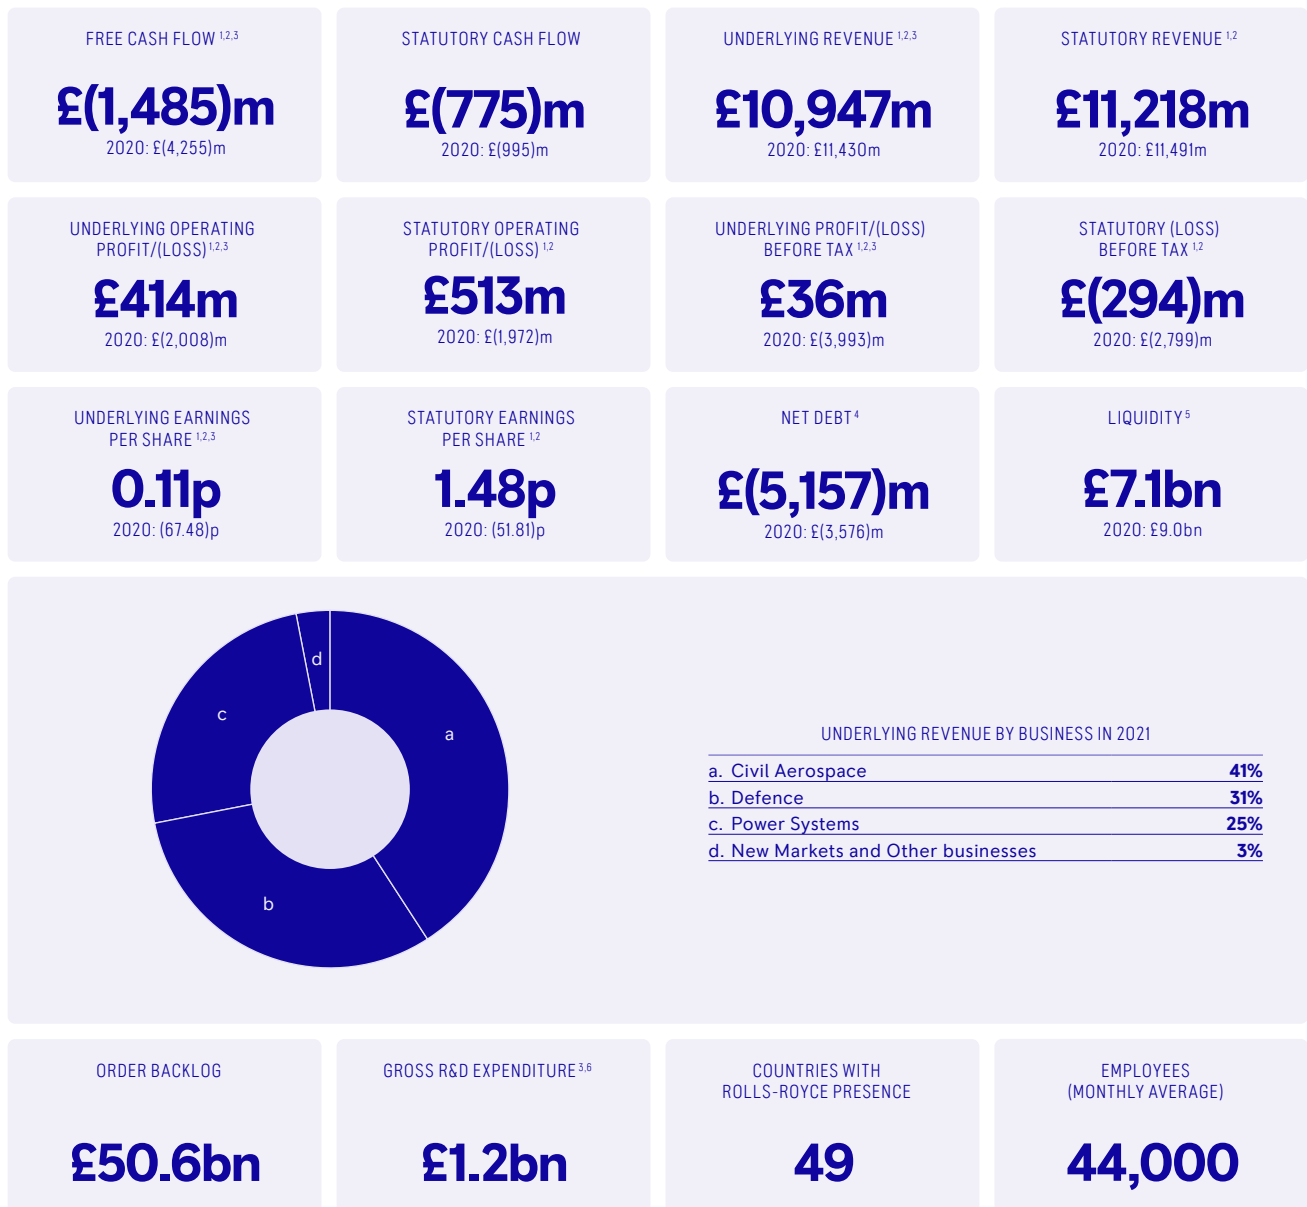 FREE CASH FLOW 1,2,3
£(1,485)m
2020: £(4,255)m
STATUTORY CASH FLOW
£(775)m
2020: £(995)m
UNDERLYING REVENUE 1,2,3
£10,947m
2020: £11,430m
STATUTORY REVENUE 1,2
£11,218m
2020: £11,491m
UNDERLYING OPERATING
PROFIT/(LOSS) 1,2,3
£414m
2020: £(2,008)m
STATUTORY OPERATING
PROFIT/(LOSS) 1,2
£513m
2020: £(1,972)m
UNDERLYING PROFIT/(LOSS)
BEFORE TAX 1,2,3
£36m
2020: £(3,993)m
STATUTORY (LOSS)
BEFORE TAX 1,2
£(294)m
2020: £(2,799)m
UNDERLYING EARNINGS
PER SHARE 1,2,3
0.11p
2020: (67.48)p
STATUTORY EARNINGS
PER SHARE 1,2
1.48p
2020: (51.81)p
NET DEBT 4
£(5,157)m
2020: £(3,576)m
LIQUIDITY 5
£7.1bn
2020: £9.0bn
d
c
a
b
UNDERLYING REVENUE BY BUSINESS IN 2021
a. Civil Aerospace 41%
b. Defence 31%
c. Power Systems 25%
d. New Markets and Other businesses 3%
ORDER BACKLOG
£50.6bn
GROSS R&D EXPENDITURE 3,6
£1.2bn
COUNTRIES WITH
ROLLS-ROYCE PRESENCE
49
EMPLOYEES
(MONTHLY AVERAGE)
44,000